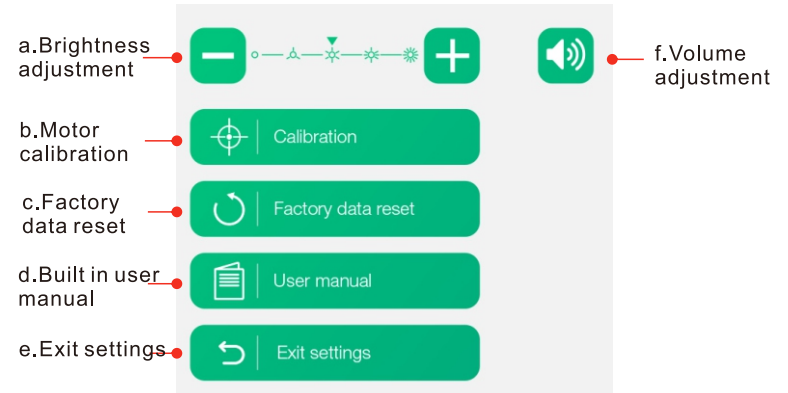 a.Brightness
adjustment
f.Volume
adjustment
b.Motor
calibration
Calibration
c.Factory
data reset
Factory data reset
d.Built in user
manual
User manual
e.Exit settings
Exit settings